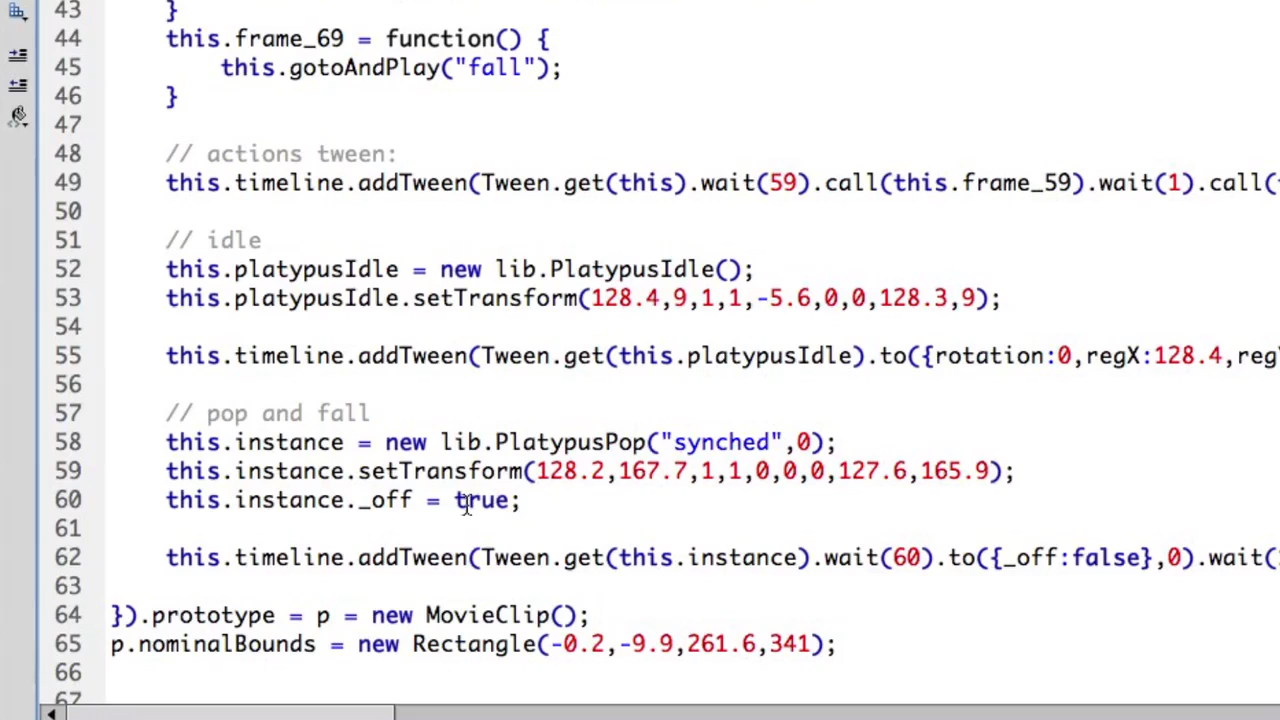 43 }
44 this.frame_69 = function() {
45 this.gotoAndPlay("fall");
46 }
47
48 // actions tween:
49 this.timeline.addTween(Tween.get(this).wait(59).call(this.frame_59).wait(1).call(
50
51 // idle
52 this.platypusIdle = new lib.PlatypusIdle();
53 this.platypusIdle.setTransform(128.4,9,1,1,-5.6,0,0,128.3,9);
54
55 this.timeline.addTween(Tween.get(this.platypusIdle).to({rotation:0,regX:128.4,reg
56
57 // pop and fall
58 this.instance = new lib.PlatypusPop("synched",0);
59 this.instance.setTransform(128.2,167.7,1,1,0,0,0,127.6,165.9);
60 this.instance._off = true;
61
62 this.timeline.addTween(Tween.get(this.instance).wait(60).to({_off:false},0).wait(
63
64 }).prototype = p = new MovieClip();
65 p.nominalBounds = new Rectangle(-0.2,-9.9,261.6,341);
66
67